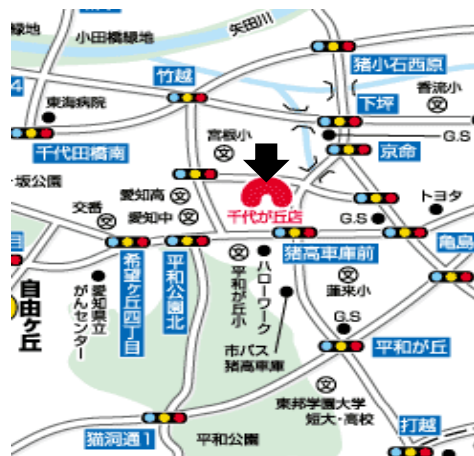 緑地
小田橋緑地
矢田川
猪小石西原
竹越
香流小
下坪
東海病院
宮根小
G.S
千代田橋南
京命
坂公園
愛知高
千代が丘店
トヨタ
交番
愛知中
G.S
亀島
希望ヶ丘四丁目
平和公園北
平和が丘小
ハローワーク
猪高車庫前
自由ヶ丘
愛知県立
がんセンター
蓬来小
市バス
猪高車庫
G.S
平和が丘
東邦学園大学
短大・高校
猫洞通1
平和公園
打越